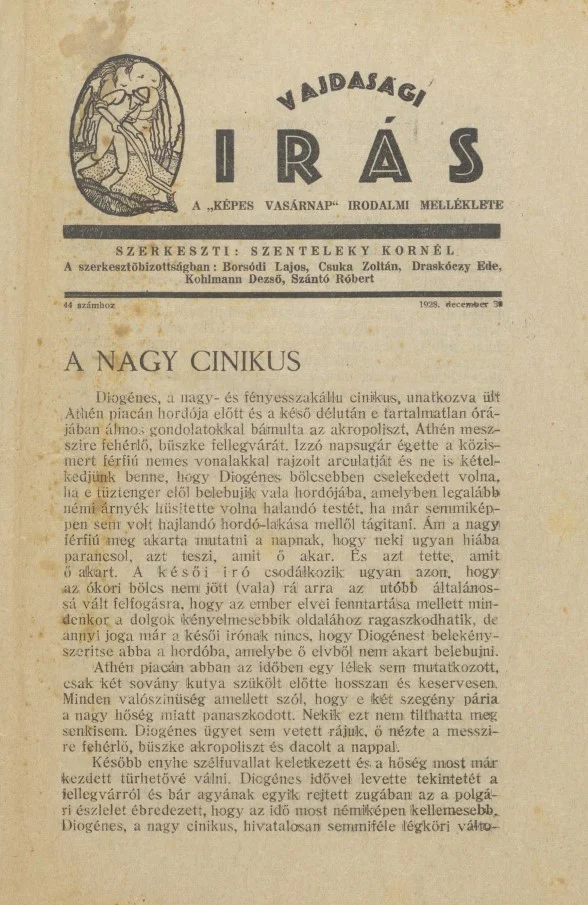 VAJDASÁGI
IRÁS
A „KÉPES VASÁRNAP“ IRODALMI MELLÉKLETE
SZERKESZTI: SZENTELEKY KORNÉL
A szerkesztőbizottságban: Borsódi Lajos, Csuka Zoltán, Draskóczy Ede,
Kohlmann Dezső, Szántó Róbert
44 számhoz
1928. december
A NAGY CINIKUS
Diogénes, a nagy- és fényesszakállu cinikus, unatkozva ült
Athén piacán hordója előtt és a késő délután e tartalmatlan órá-
jában álmos gondolatokkal bámulta az akropoliszt, Athén mesz-
szire fehérlő, büszke fellegvárát. Izzó napsugár égette a közis-
mert férfiú nemes vonalakkal rajzolt arculatját és ne is kétel-
kedjünk benne, hogy Diogénes bölcsebben cselekedett volna,
ha e tüztenger elől belebujik vala hordójába, amelyben legalább
némi árnyék hüsitette volna halandó testét, ha már semmikép-
pen sem volt hajlandó hordó-lakása mellől tágitani. Ám a nagy
férfiú meg akarta mutatni a napnak, hogy neki ugyan hiába
parancsol, azt teszi, amit ő akar. És azt tette, amit
ő akart. A késői iró csodálkozik ugyan azon, hogy
az ókori bölcs nem jött (vala) rá arra az utóbb általános-
sá vált felfogásra, hogy az ember elvei fenntartása mellett min-
denkor a dolgok kényelmesebbik oldalához ragaszkodhatik, de
annyi joga már a késői irónak nincs, hogy Diogénest belekény-
szeritse abba a hordóba, amelybe ő elvből nem akart belebujni.
Athén piacán abban az időben egy lélek sem mutatkozott,
csak két sovány kutya szükölt előtte hosszan és keservesen.
Minden valószinüség amellett szól, hogy e két szegény pária
a nagy hőség miatt panaszkodott. Nekik ezt nem tilthatta meg
senkisem. Diogénes ügyet sem vetett rájuk, ő nézte a messzi-
re fehérlő, büszke akropoliszt és dacolt a nappal.
Később enyhe szélfuvallat keletkezett és a hőség most már
kezdett türhetővé válni. Diogénes idővel levette tekintetét a
fellegvárról és bár agyának egyik rejtett zugában az a polgá-
ri észlelet ébredezett, hogy az idő most némiképen kellemesebb,
Diogénes, a nagy cinikus, hivatalosan semmiféle légköri válto-